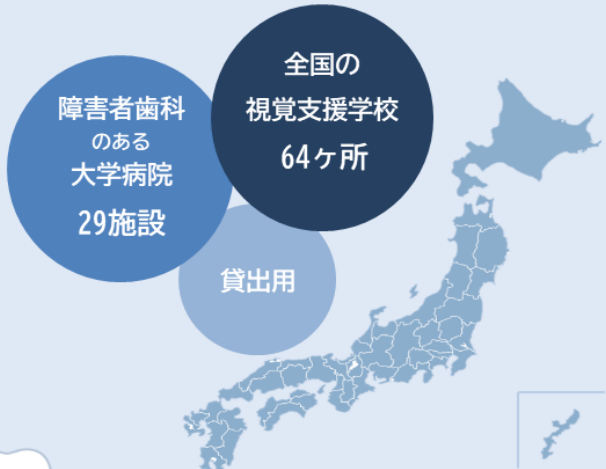 障害者歯科
のある
大学病院
29施設
全国の
視覚支援学校
64ヶ所
貸出用